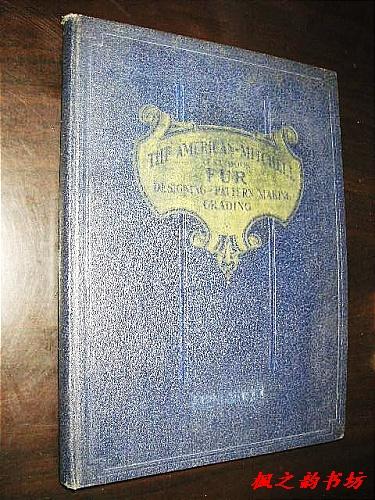 THE AMERICAN-MITCHELL
FUR
DESIGNING-PATTERN MAKING
GRADING
枫之韵书坊